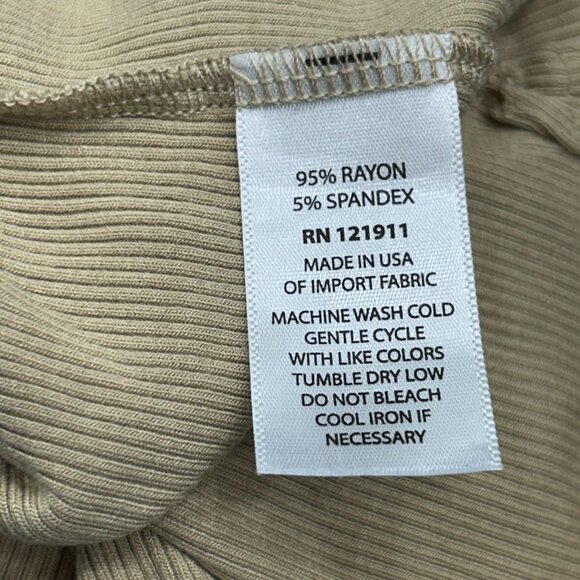 95% RAYON
5% SPANDEX
RN 121911
MADE IN USA
OF IMPORT FABRIC
MACHINE WASH COLD
GENTLE CYCLE
WITH LIKE COLORS
TUMBLE DRY LOW
DO NOT BLEACH
COOL IRON IF
NECESSARY